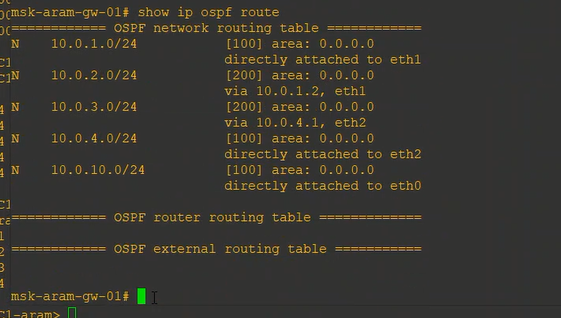 msk-aram-gw-01# show ip ospf route
============ OSPF network routing table ============
N    10.0.1.0/24           [100] area: 0.0.0.0
                           directly attached to eth1
N    10.0.2.0/24           [200] area: 0.0.0.0
                           via 10.0.1.2, eth1
N    10.0.3.0/24           [200] area: 0.0.0.0
                           via 10.0.4.1, eth2
N    10.0.4.0/24           [100] area: 0.0.0.0
                           directly attached to eth2
N    10.0.10.0/24          [100] area: 0.0.0.0
                           directly attached to eth0
============ OSPF router routing table =============
============ OSPF external routing table ===========
msk-aram-gw-01#
C1-aram>